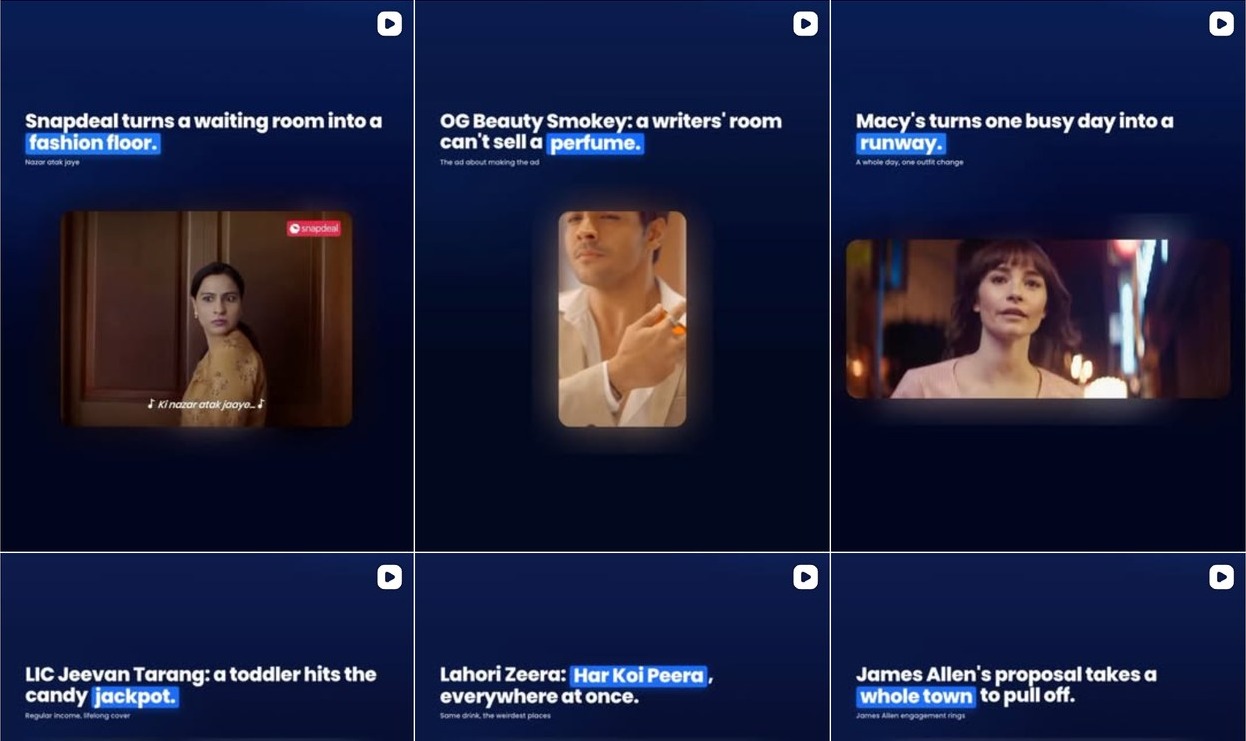 Snapdeal turns a waiting room into a
fashion floor.
Nazar atak jaye
snapdeal
♪ Ki nazar atak jaaye... ♪
OG Beauty Smokey: a writers' room
can't sell a perfume.
The ad about making the ad
Macy's turns one busy day into a
runway.
A whole day, one outfit change
LIC Jeevan Tarang: a toddler hits the
candy jackpot.
Regular income, lifelong cover
Lahori Zeera: Har Koi Peera,
everywhere at once.
Same drink, the weirdest places
James Allen's proposal takes a
whole town to pull off.
James Allen engagement rings